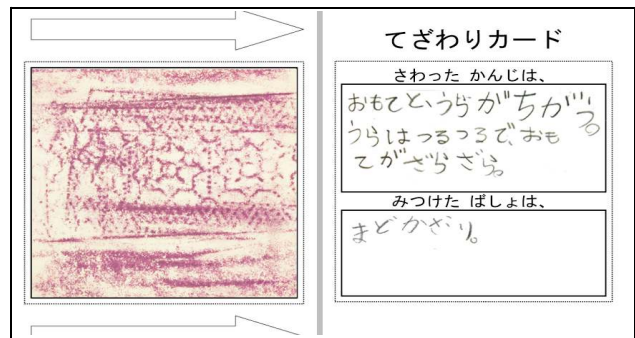 てざわりカード
さわった かんじは、
おもてと、うらがちがう。
うらはつるつるで、おも
てがざらざら。
みつけた ばしょは、
まどかざり。